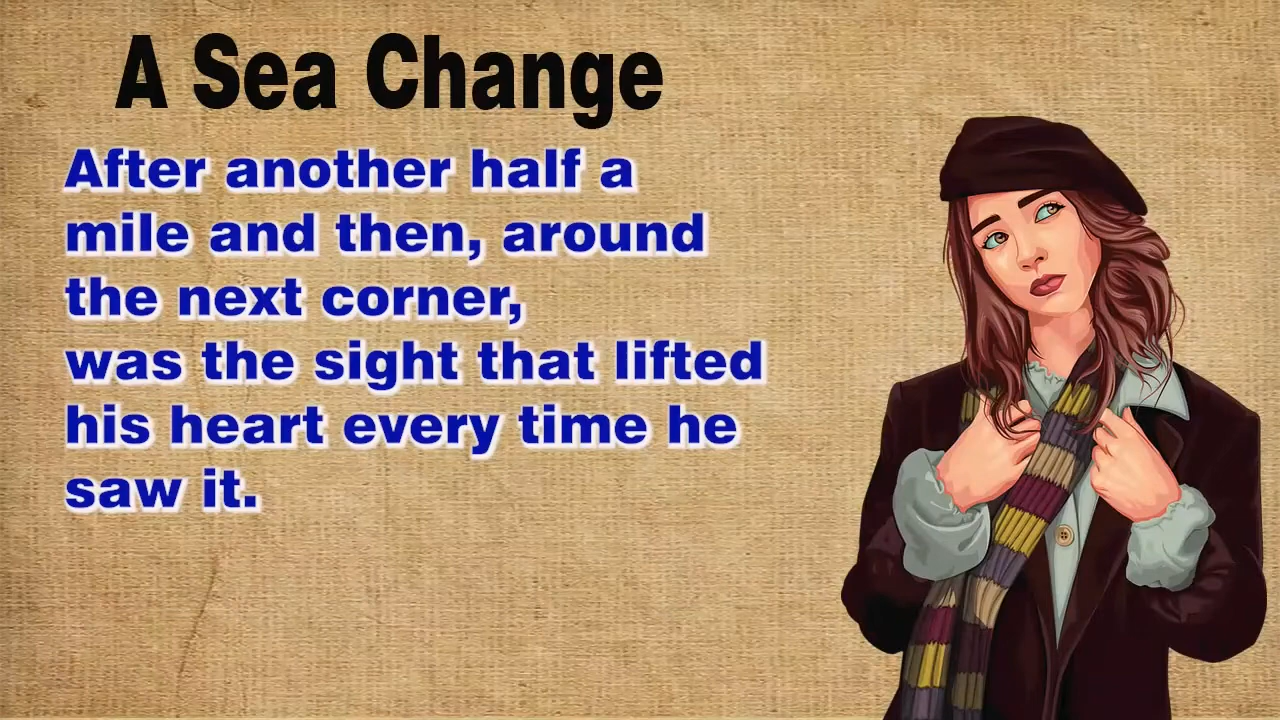 A Sea Change
After another half a
mile and then, around
the next corner,
was the sight that lifted
his heart every time he
saw it.